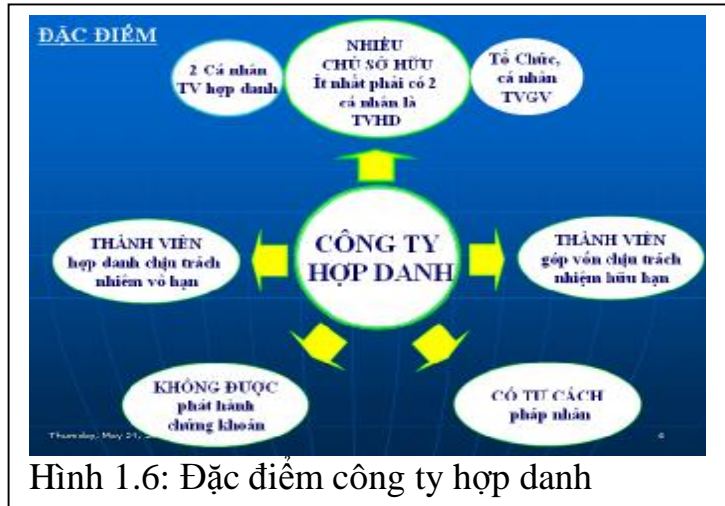 ĐẶC ĐIỂM
2 Cá nhân
TV hợp danh
NHIỀU
CHỦ SỞ HỮU
Ít nhất phải có 2
cá nhân là
TVHD
Tổ Chức,
cá nhân
TVGV
THÀNH VIÊN
hợp danh chịu trách
nhiệm vô hạn
CÔNG TY
HỢP DANH
THÀNH VIÊN
góp vốn chịu trách
nhiệm hữu hạn
KHÔNG ĐƯỢC
phát hành
chứng khoán
CÓ TƯ CÁCH
pháp nhân
Thursday, May 21,
Hình 1.6: Đặc điểm công ty hợp danh